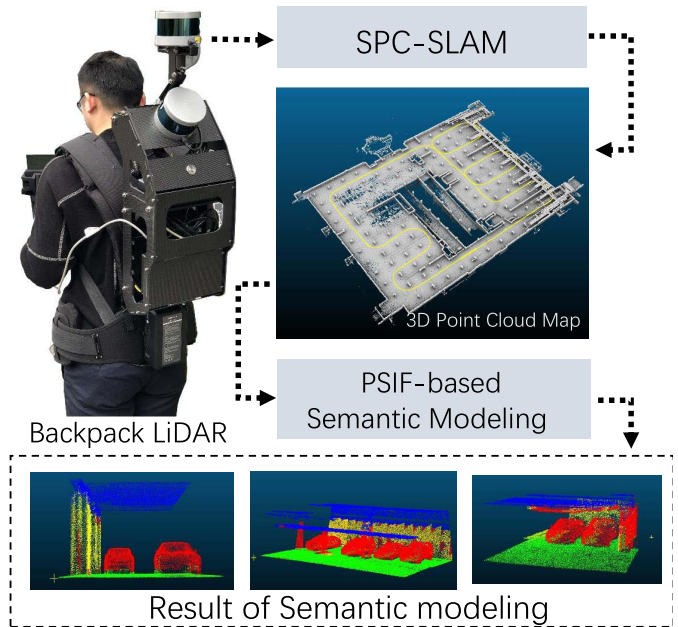 SPC-SLAM
3D Point Cloud Map
PSIF-based
Semantic Modeling
Backpack LiDAR
Result of Semantic modeling